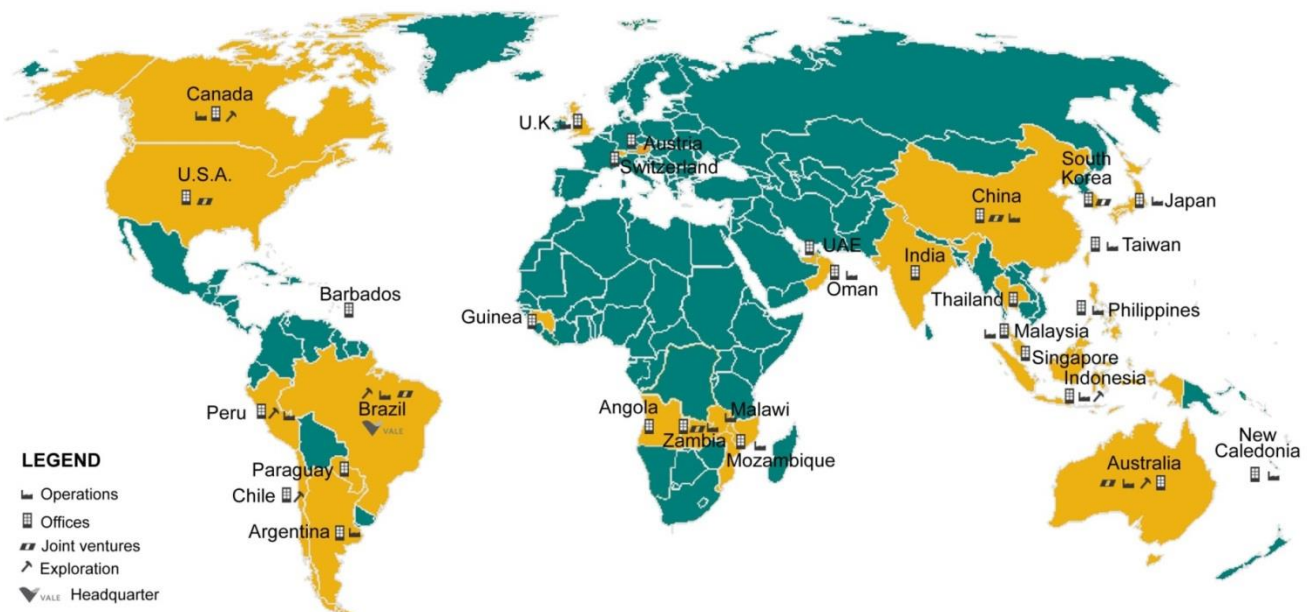 Canada
U.K.
Austria
Switzerland
U.S.A.
South
Korea
China
Japan
UAE
Taiwan
India
Oman
Barbados
Thailand
Philippines
Guinea
Malaysia
Singapore
Indonesia
Peru
Brazil
VALE
Angola
Malawi
Zambia
Mozambique
New
Caledonia
Australia
LEGEND
Operations
Offices
Joint ventures
Exploration
VALE Headquarter
Paraguay
Chile
Argentina